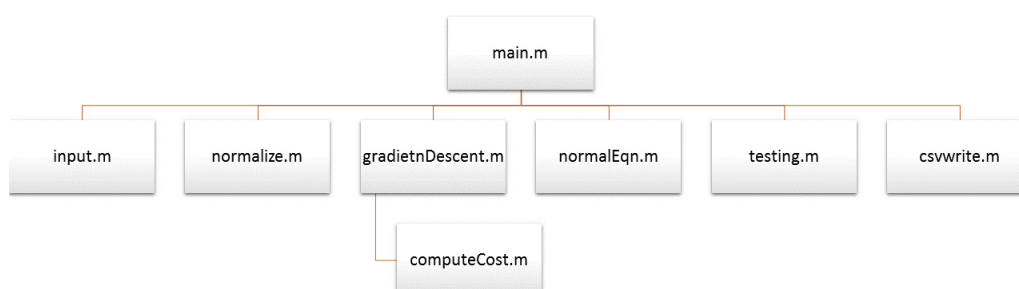 main.m
input.m
normalize.m
gradietnDescent.m
normalEqn.m
testing.m
csvwrite.m
computeCost.m